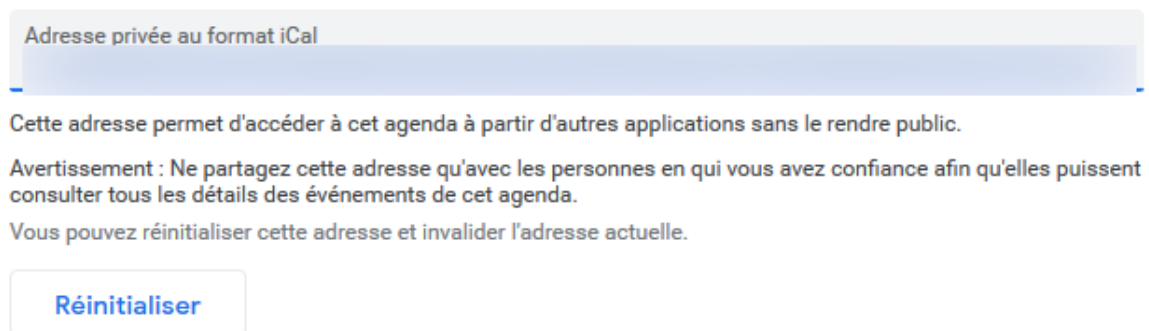 Adresse privée au format iCal
Cette adresse permet d'accéder à cet agenda à partir d'autres applications sans le rendre public.
Avertissement : Ne partagez cette adresse qu'avec les personnes en qui vous avez confiance afin qu'elles puissent
consulter tous les détails des événements de cet agenda.
Vous pouvez réinitialiser cette adresse et invalider l'adresse actuelle.
Réinitialiser